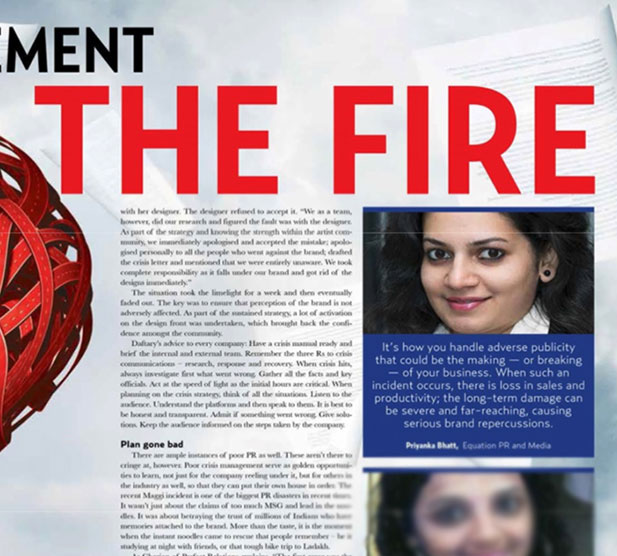 EMENT
THE FIRE
with her designer. The designer refused to accept it. "We as a team,
however, did our research and figured the fault was with the designer.
As part of the strategy and knowing the strength within the artist com-
munity, we immediately apologised and accepted the mistake; apolo-
gised personally to all the people who went against the brand; drafted
the crisis letter and mentioned that we were entirely unaware. We took
complete responsibility as it falls under our brand and got rid of the
designs immediately."
The situation took the limelight for a week and then eventually
faded out. The key was to ensure that perception of the brand is not
adversely affected. As part of the sustained strategy, a lot of activation
on the design front was undertaken, which brought back the confi-
dence amongst the community.
Daftary's advice to every company: Have a crisis manual ready and
brief the internal and external team. Remember the three Rs to crisis
communications – research, response and recovery. When crisis hits,
always investigate first what went wrong. Gather all the facts and key
officials. Act at the speed of light as the initial hours are critical. When
planning on the crisis strategy, think of all the situations. Listen to the
audience. Understand the platforms and then speak to them. It is best to
be honest and transparent. Admit if something went wrong. Give solu-
tions. Keep the audience informed on the steps taken by the company.
Plan gone bad
There are ample instances of poor PR as well. These aren't there to
cringe at, however. Poor crisis management serve as golden opportuni-
ties to learn, not just for the company reeling under it, but for others in
the industry as well, so that they can put their own house in order. The
recent Maggi incident is one of the biggest PR disasters in recent times.
It wasn't just about the claims of too much MSG and lead in the noo-
dles. It was about betraying the trust of millions of Indians who have
memories attached to the brand. More than the taste, it is the moment
when the instant noodles came to rescue that people remember – be it
studying at night with friends, or that tough bike trip to Ladakh.
It's how you handle adverse publicity
that could be the making — or breaking
— of your business. When such an
incident occurs, there is loss in sales and
productivity; the long-term damage can
be severe and far-reaching, causing
serious brand repercussions.
Priyanka Bhatt, Equation PR and Media